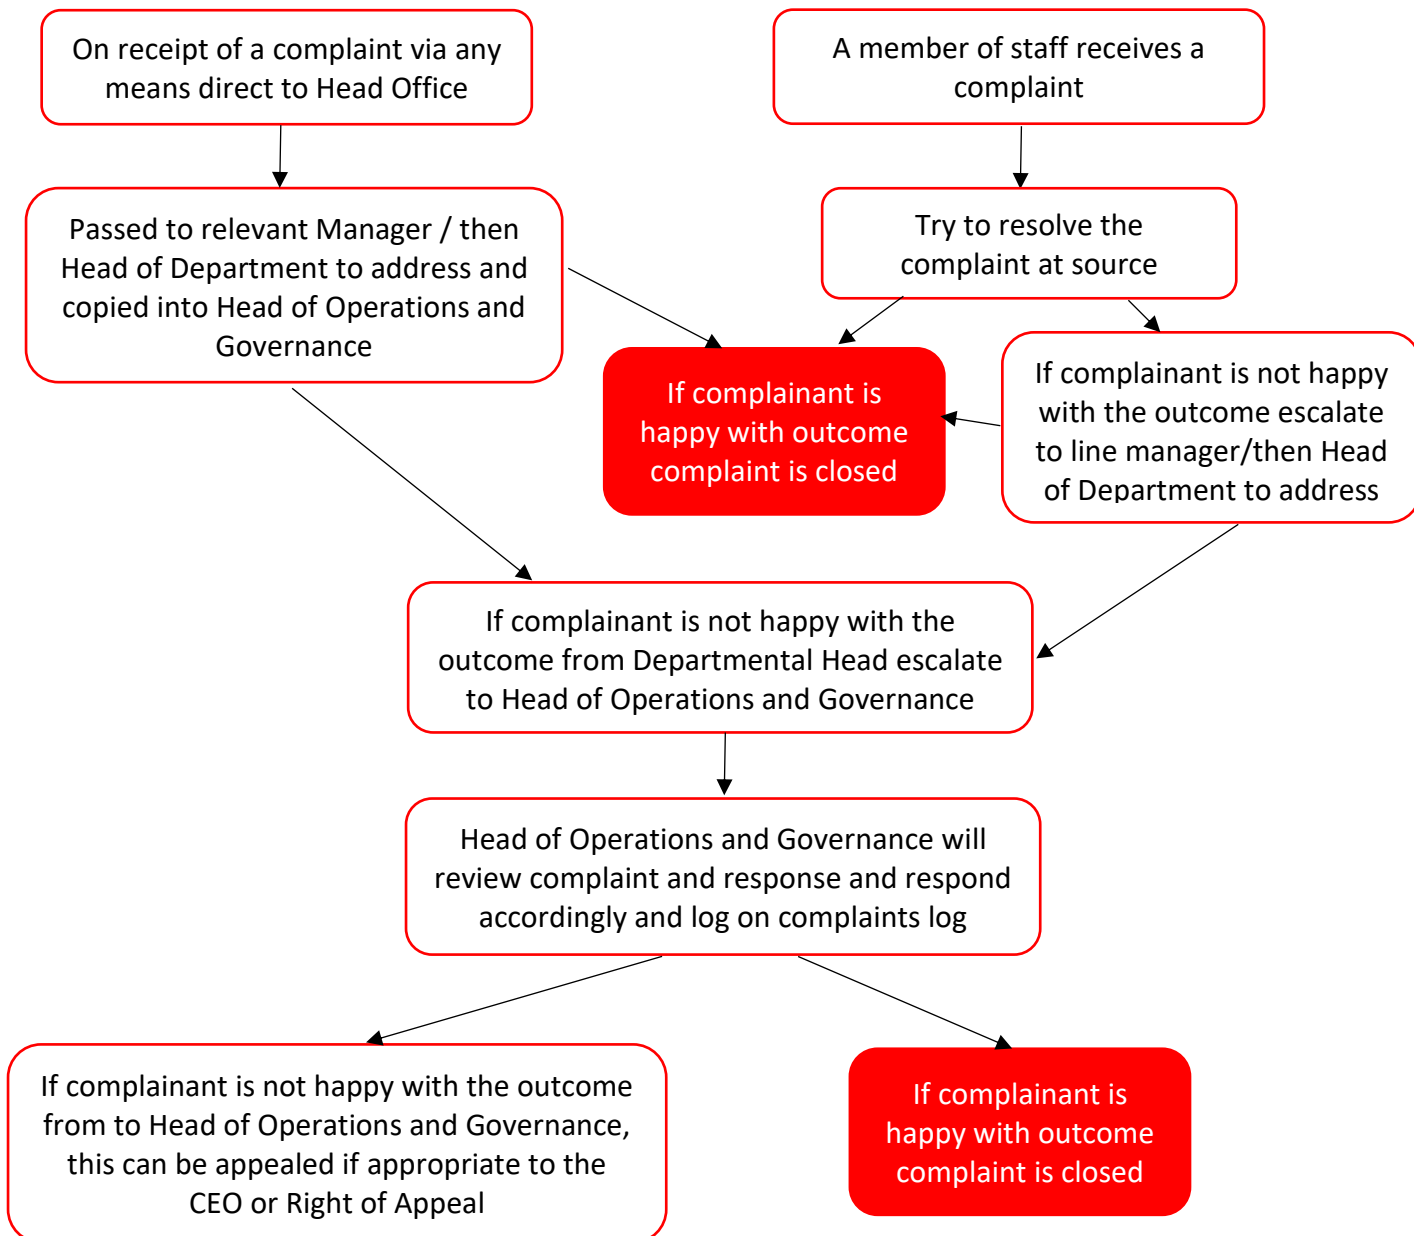 On receipt of a complaint via any
means direct to Head Office
A member of staff receives a
complaint
Passed to relevant Manager / then
Head of Department to address and
copied into Head of Operations and
Governance
Try to resolve the
complaint at source
If complainant is
happy with outcome
complaint is closed
If complainant is not happy
with the outcome escalate
to line manager/then Head
of Department to address
If complainant is not happy with the
outcome from Departmental Head escalate
to Head of Operations and Governance
Head of Operations and Governance will
review complaint and response and respond
accordingly and log on complaints log
If complainant is not happy with the outcome
from to Head of Operations and Governance,
this can be appealed if appropriate to the
CEO or Right of Appeal
If complainant is
happy with outcome
complaint is closed